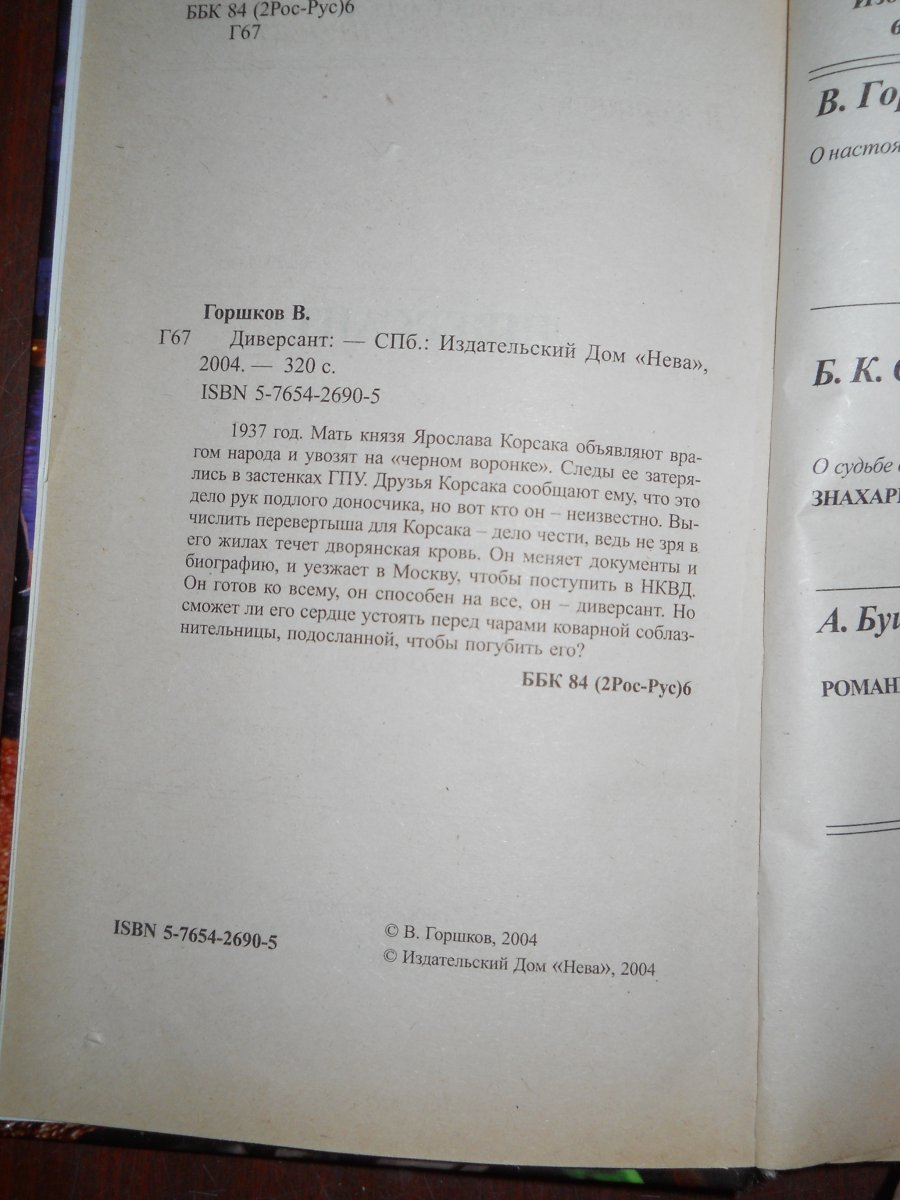 ББК 84 (2Рос-Рус)6
Г67
Горшков В.
Г67 Диверсант: — СПб.: Издательский Дом «Нева»,
2004. — 320 с.
ISBN 5-7654-2690-5
1937 год. Мать князя Ярослава Корсака объявляют вра-
гом народа и увозят на «черном воронке». Следы ее затеря-
лись в застенках ГПУ. Друзья Корсака сообщают ему, что это
дело рук подлого доносчика, но вот кто он – неизвестно. Вы-
числить перевертыша для Корсака – дело чести, ведь не зря в
его жилах течет дворянская кровь. Он меняет документы и
биографию, и уезжает в Москву, чтобы поступить в НКВД.
Он готов ко всему, он способен на все, он – диверсант. Но
сможет ли его сердце устоять перед чарами коварной соблаз-
нительницы, подосланной, чтобы погубить его?
ББК 84 (2Рос-Рус)6
ISBN 5-7654-2690-5
© В. Горшков, 2004
© Издательский Дом «Нева», 2004
В. Гор
О настоя
Б. К.
О судьбе
ЗНАХАР
А. Буш
РОМАН